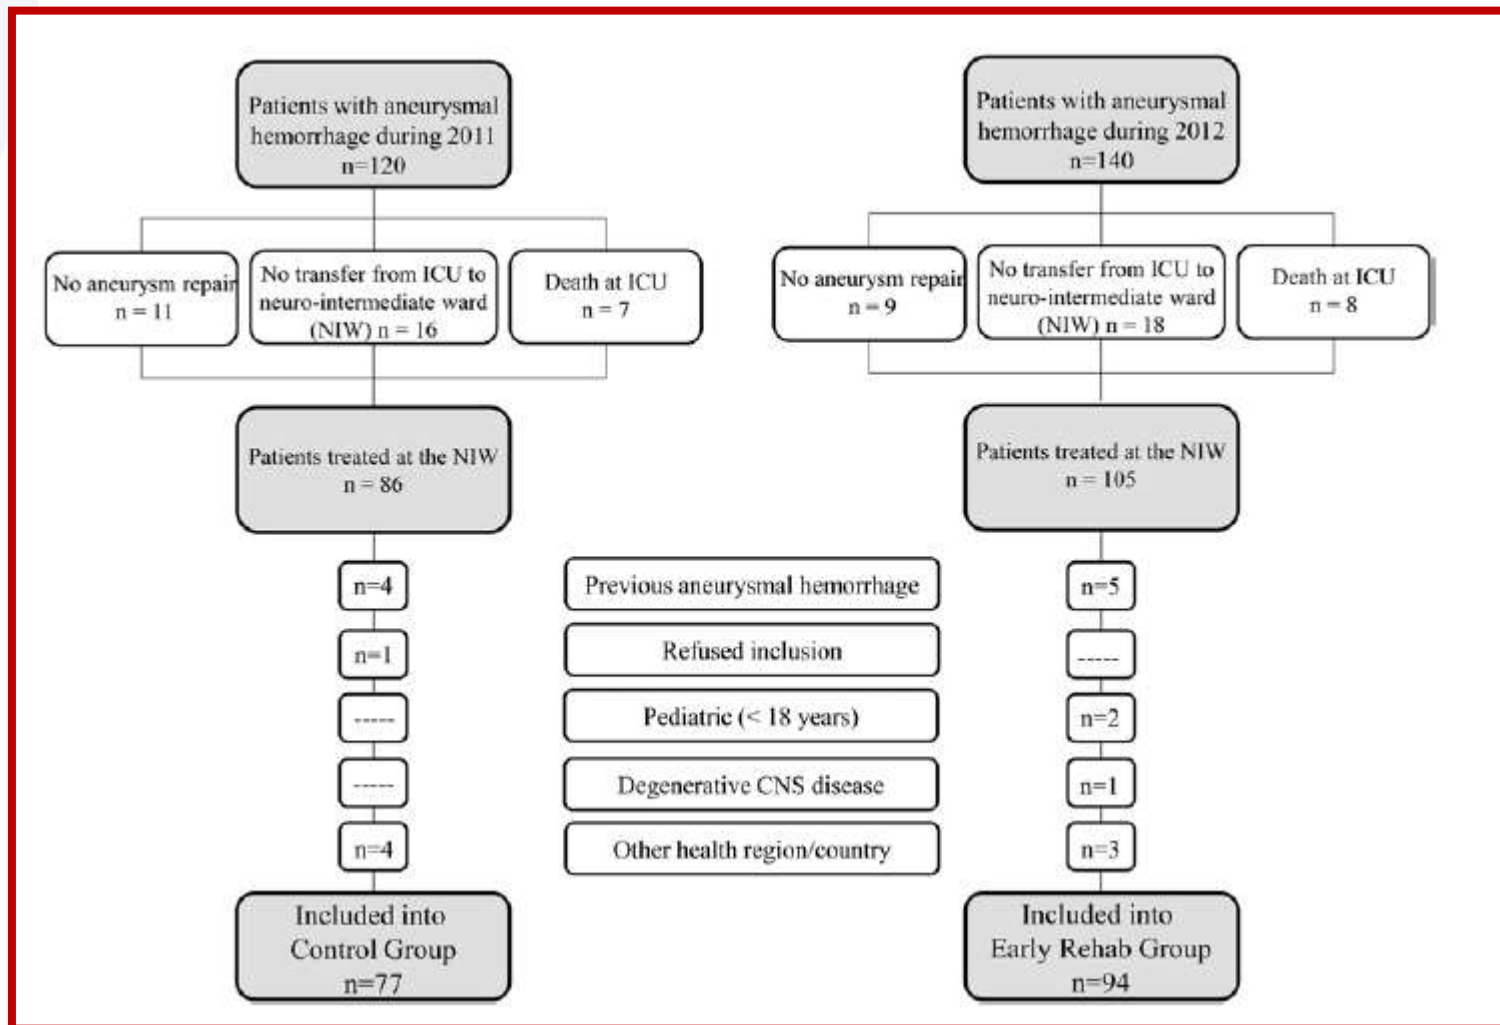 Patients with aneurysmal
hemorrhage during 2011
n=120
No aneurysm repair
n = 11
No transfer from ICU to
neuro-intermediate ward
(NIW) n = 16
Death at ICU
n = 7
Patients treated at the NIW
n = 86
Patients with aneurysmal
hemorrhage during 2012
n=140
No aneurysm repair
n = 9
No transfer from ICU to
neuro-intermediate ward
(NIW) n = 18
Death at ICU
n = 8
Patients treated at the NIW
n = 105
n=4
Previous aneurysmal hemorrhage
n=5
n=1
Refused inclusion
-----
-----
Pediatric (< 18 years)
n=2
-----
Degenerative CNS disease
n=1
n=4
Other health region/country
n=3
Included into
Control Group
n=77
Included into
Early Rehab Group
n=94